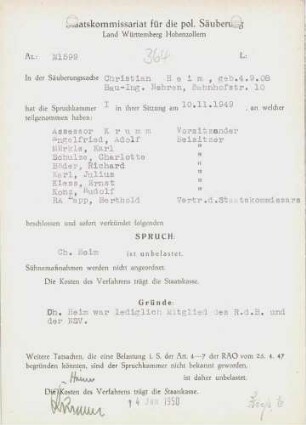 Staatskommissariat für die pol. Säuberung
Land Württemberg Hohenzollern
Az.: N1599
364
In der Säuberungssache Christian Heim, geb.4.9.08
Bau-Ing. Nehren, Bahnhofstr. 10
hat die Spruchkammer I in ihrer Sitzung am 10.11.1949, an welcher
teilgenommen haben:
Assessor Krumm Vorsitzender
Engelfried, Adolf Beisitzer
Karl "
Schulze, Charlotte "
Bäder, Richard "
Karl, Julius "
Klees, Ernst "
Rudolf "
Berthold Vertr.d.Staatskommissars
beschlossen und sofort verkündet folgenden
SPRUCH
Ch. Heim ist unbelastet.
Sühnemaßnahmen werden nicht angeordnet.
Die Kosten des Verfahrens trägt die Staatskasse.
Gründe:
Ch. Heim war lediglich Mitglied des R.d.B. und
der NSV.
Weitere Tatsachen, die eine Belastung i. S. der Art. 4—7 der RAO vom 25. 4. 47
begründen können, sind der Spruchkammer nicht bekannt geworden.
Heim ist daher unbelastet.
Die Kosten des Verfahrens trägt die Staatskasse.
14 JAN 1950